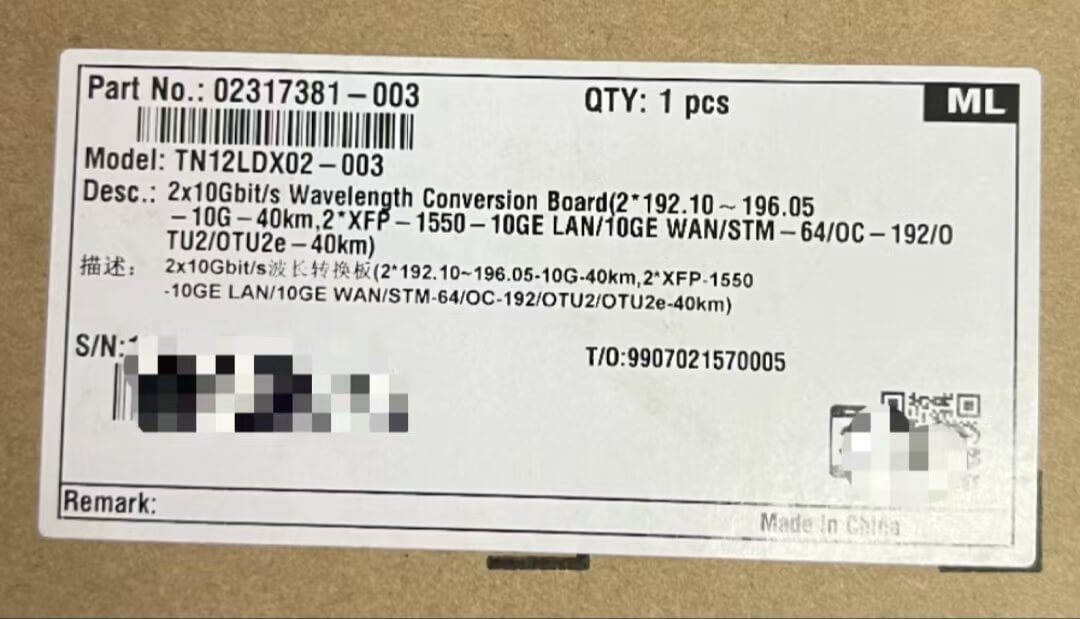 Part No.: 02317381-003
QTY: 1 pcs
ML
Model: TN12LDX02-003
Desc.: 2x10Gbit/s Wavelength Conversion Board(2*192.10~196.05
-10G-40km,2*XFP-1550-10GE LAN/10GE WAN/STM-64/OC-192/O
TU2/OTU2e-40km)
描述: 2x10Gbit/s波长转换板(2*192.10~196.05-10G-40km,2*XFP-1550
-10GE LAN/10GE WAN/STM-64/OC-192/OTU2/OTU2e-40km)
S/N:
T/O:9907021570005
Remark:
Made in China